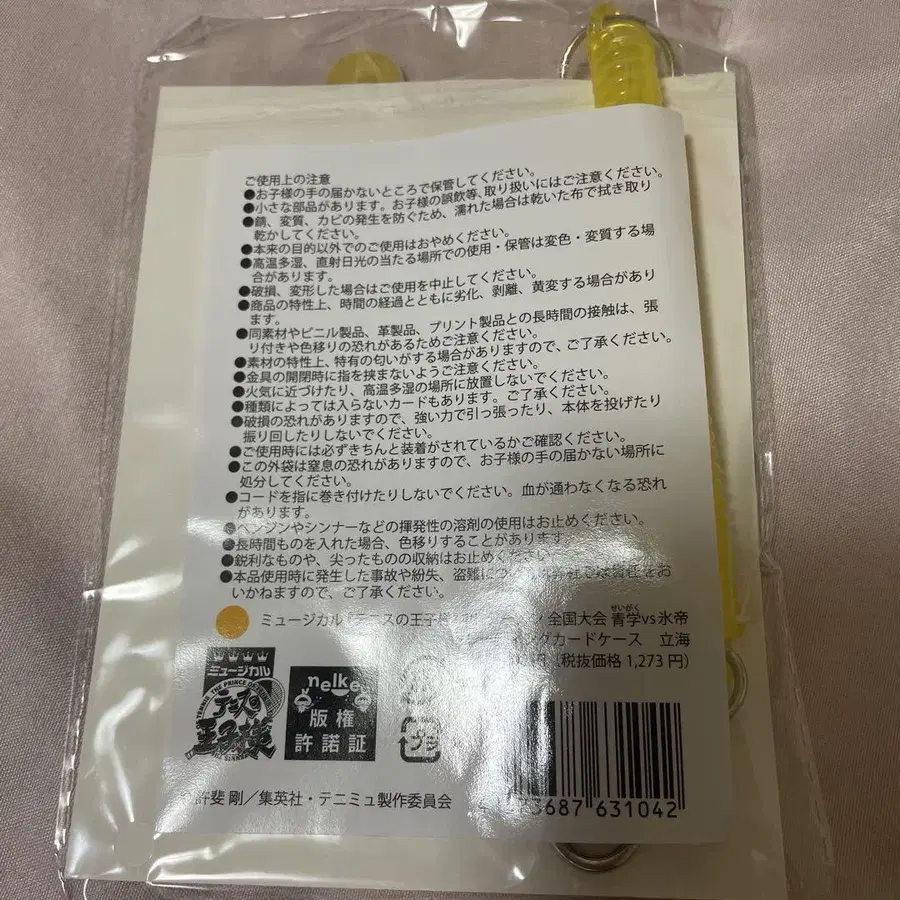 ご使用上の注意
●お子様の手の届かないところで保管してください。
●小さな部品があります。お子様の誤飲等、取り扱いにはご注意ください。
●錆、変質、カビの発生を防ぐため、濡れた場合は乾いた布で拭き取り
乾かしてください。
●本来の目的以外でのご使用はおやめください。
●高温多湿、直射日光の当たる場所での使用・保管は変色・変質する場
合があります。
●破損、変形した場合はご使用を中止してください。
●商品の特性上、時間の経過とともに劣化、剥離、黄変する場合があり
ます。
●同素材やビニル製品、革製品、プリント製品との長時間の接触は、張
り付きや色移りの恐れがあるためご注意ください。
●素材の特性上、特有の匂いがする場合がありますので、ご了承ください。
●金具の開閉時に指を挟まないようご注意ください。
●火気に近づけたり、高温多湿の場所に放置しないでください。
●種類によっては入らないカードもあります。ご了承ください。
●破損の恐れがありますので、強い力で引っ張ったり、本体を投げたり
振り回したりしないでください。
●ご使用時には必ずきちんと装着がされているかご確認ください。
●この外袋は窒息の恐れがありますので、お子様の手の届かない場所に
処分してください。
●コードを指に巻き付けたりしないでください。血が通わなくなる恐れ
があります。
●ベンジンやシンナーなどの揮発性の溶剤の使用はお止めください。
●長時間ものを入れた場合、色移りすることがあります。
●鋭利なものや、尖ったものの収納はお止めください。
●本品使用時に発生した事故や紛失、盗難につ 責任をお
いかねますので、ご了承ください。
ミュージカル スの王子 ン 全国大会 青学vs氷帝
せいがく
グカードケース 立海
円（税抜価格 1,273 円）
ミュージカル
テニスの
王子様
nelke
版権
許諾証
プラ
許斐 剛／集英社・テニミュ製作委員会
3687 631042